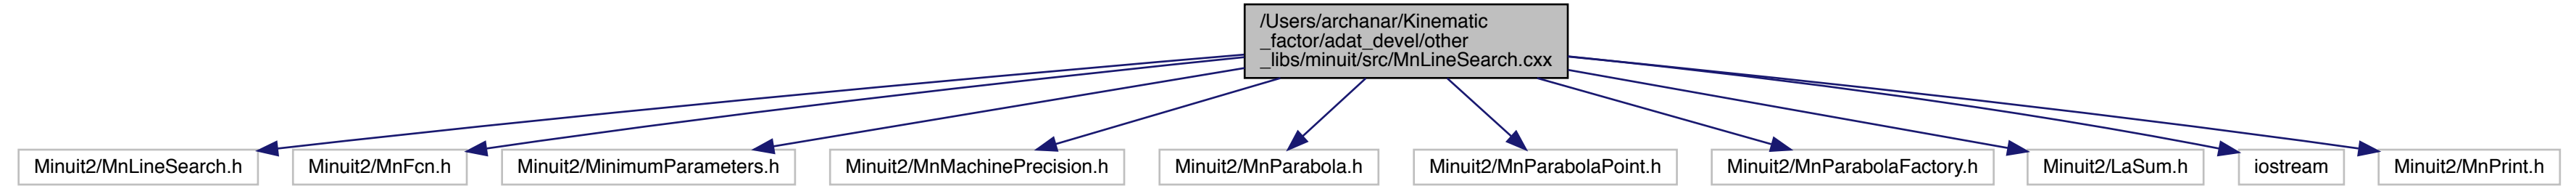 /Users/archanar/Kinematic
_factor/adat_devel/other
_libs/minuit/src/MnLineSearch.cxx
Minuit2/MnLineSearch.h
Minuit2/MnFcn.h
Minuit2/MinimumParameters.h
Minuit2/MnMachinePrecision.h
Minuit2/MnParabola.h
Minuit2/MnParabolaPoint.h
Minuit2/MnParabolaFactory.h
Minuit2/LaSum.h
iostream
Minuit2/MnPrint.h